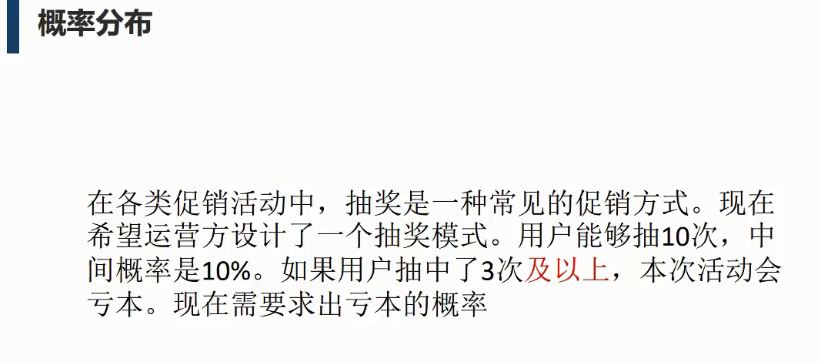 概率分布
在各类促销活动中，抽奖是一种常见的促销方式。现在
希望运营方设计了一个抽奖模式。用户能够抽10次，中
间概率是10%。如果用户抽中了3次及以上，本次活动会
亏本。现在需要求出亏本的概率